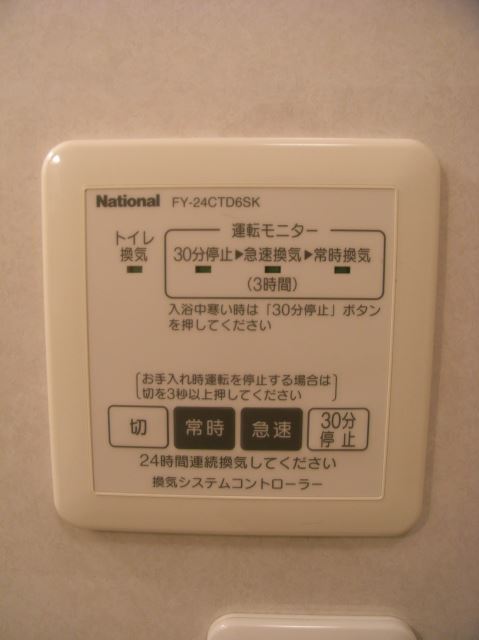 National FY-24CTD6SK
トイレ
換気
運転モニター
30分停止▶急速換気▶常時換気
(3時間)
入浴中寒い時は「30分停止」ボタン
を押してください
お手入れ時運転を停止する場合は
切を3秒以上押してください
切 常時 急速 30分
停止
24時間連続換気してください
換気システムコントローラー